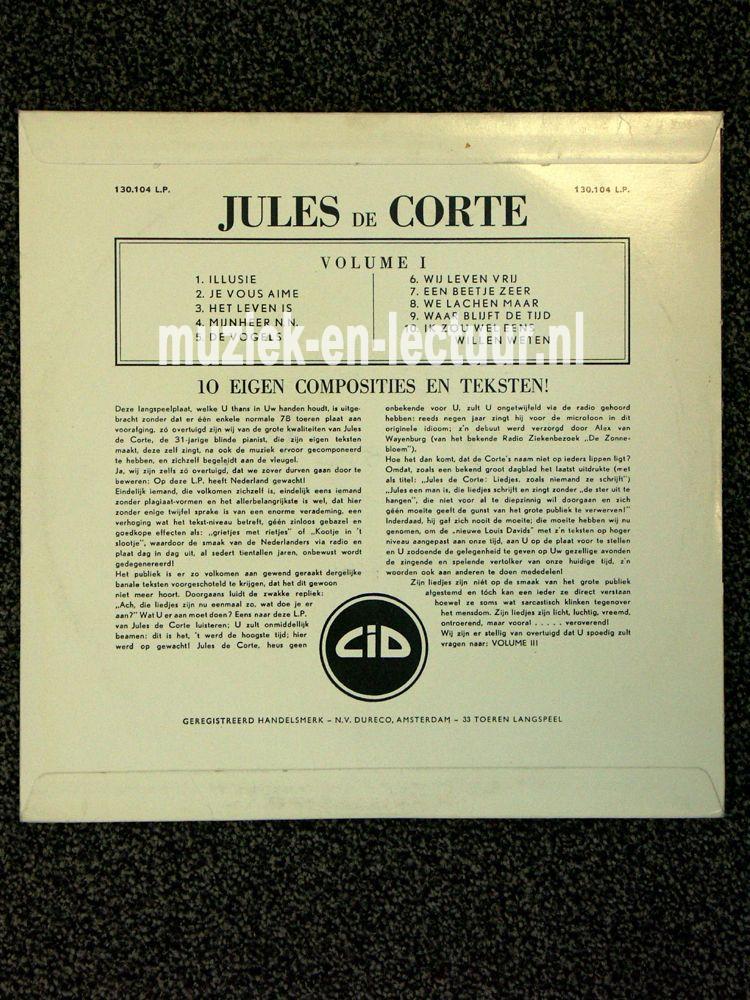 130.104 L.P.
130.104 L.P.
JULES DE CORTE
VOLUME I
1. ILLUSIE
2. JE VOUS AIME
3. HET LEVEN IS
4. MIJNHEER N.N.
5. DE VOGELS
6. WIJ LEVEN VRIJ
7. EEN BEETJE ZEER
8. WE LACHEN MAAR
9. WAAR BLIJFT DE TIJD
10. IK ZOU WEL EENS
WILLEN WETEN
muziek-en-lectuur.nl
10 EIGEN COMPOSITIES EN TEKSTEN!
Deze langspeelplaat, welke U thans in Uw handen houdt, is uitge-
bracht zonder dat er één enkele normale 78 toeren plaat aan
voorafging, zó overtuigd zijn wij van de grote kwaliteiten van Jules
de Corte, de 31-jarige blinde pianist, die zijn eigen teksten
maakt, deze zelf zingt, na ook de muziek ervoor gecomponeerd
te hebben, en zichzelf begeleidt aan de vleugel.
Ja, wij zijn zelfs zó overtuigd, dat we zover durven gaan door te
beweren: Op deze L.P. heeft Nederland gewacht!
Eindelijk iemand, die volkomen zichzelf is, eindelijk eens iemand
zonder plagiaat-vormen en het allerbelangrijkste is wel, dat hier
zonder enige twijfel sprake is van een enorme verademing, een
verhoging wat het tekst-niveau betreft, géén zinloos gebazel en
goedkope effecten als: „grietjes met rietjes" of „Kootje in 't
slootje", waardoor de smaak van de Nederlanders via radio en
plaat dag in dag uit, al sedert tientallen jaren, onbewust wordt
gedegenereerd!
Het publiek is er zo volkomen aan gewend geraakt dergelijke
banale teksten voorgeschoteld te krijgen, dat het dit gewoon
niet meer hoort. Doorgaans luidt de zwakke repliek:
„Ach, die liedjes zijn nu eenmaal zo, wat doe je er
aan?" Wat U er aan moet doen? Eens naar deze L.P.
van Jules de Corte luisteren; U zult onmiddellijk
beamen: dit is het, 't werd de hoogste tijd; hier
werd op gewacht! Jules de Corte, heus geen
onbekende voor U, zult U ongetwijfeld via de radio gehoord
hebben: reeds negen jaar zingt hij voor de microfoon in dit
originele idioom; z'n debuut werd verzorgd door Alex van
Wayenburg (van het bekende Radio Ziekenbezoek „De Zonne-
bloem").
Hoe het dan komt, dat de Corte's naam niet op ieders lippen ligt?
Omdat, zoals een bekend groot dagblad het laatst uitdrukte (met
als titel: „Jules de Corte: Liedjes, zoals niemand ze schrijft")
„Jules een man is, die liedjes schrijft en zingt zonder „de ster uit te
hangen", die niet voor al te diepzinnig wil doorgaan en zich
géén moeite geeft de gunst van het grote publiek te verwerven!"
Inderdaad, hij gaf zich nooit de moeite; die moeite hebben wij nu
genomen, om de „nieuwe Louis Davids" met z'n teksten op hoger
niveau aangepast aan onze tijd, aan U op de plaat voor te stellen
en U zodoende de gelegenheid te geven op Uw gezellige avonden
de zingende en spelende vertolker van onze huidige tijd, z'n
woorden ook aan anderen te doen mededelen!
Zijn liedjes zijn niét op de smaak van het grote publiek
afgestemd en tóch kan een ieder ze direct verstaan
hoewel ze soms wat sarcastisch klinken tegenover
het mensdom. Zijn liedjes zijn licht, luchtig, vreemd,
ontroerend, maar vooral ..... veroverend!
Wij zijn er stellig van overtuigd dat U spoedig zult
vragen naar: VOLUME III
CID
GEREGISTREERD HANDELSMERK – N.V. DURECO, AMSTERDAM – 33 TOEREN LANGSPEEL